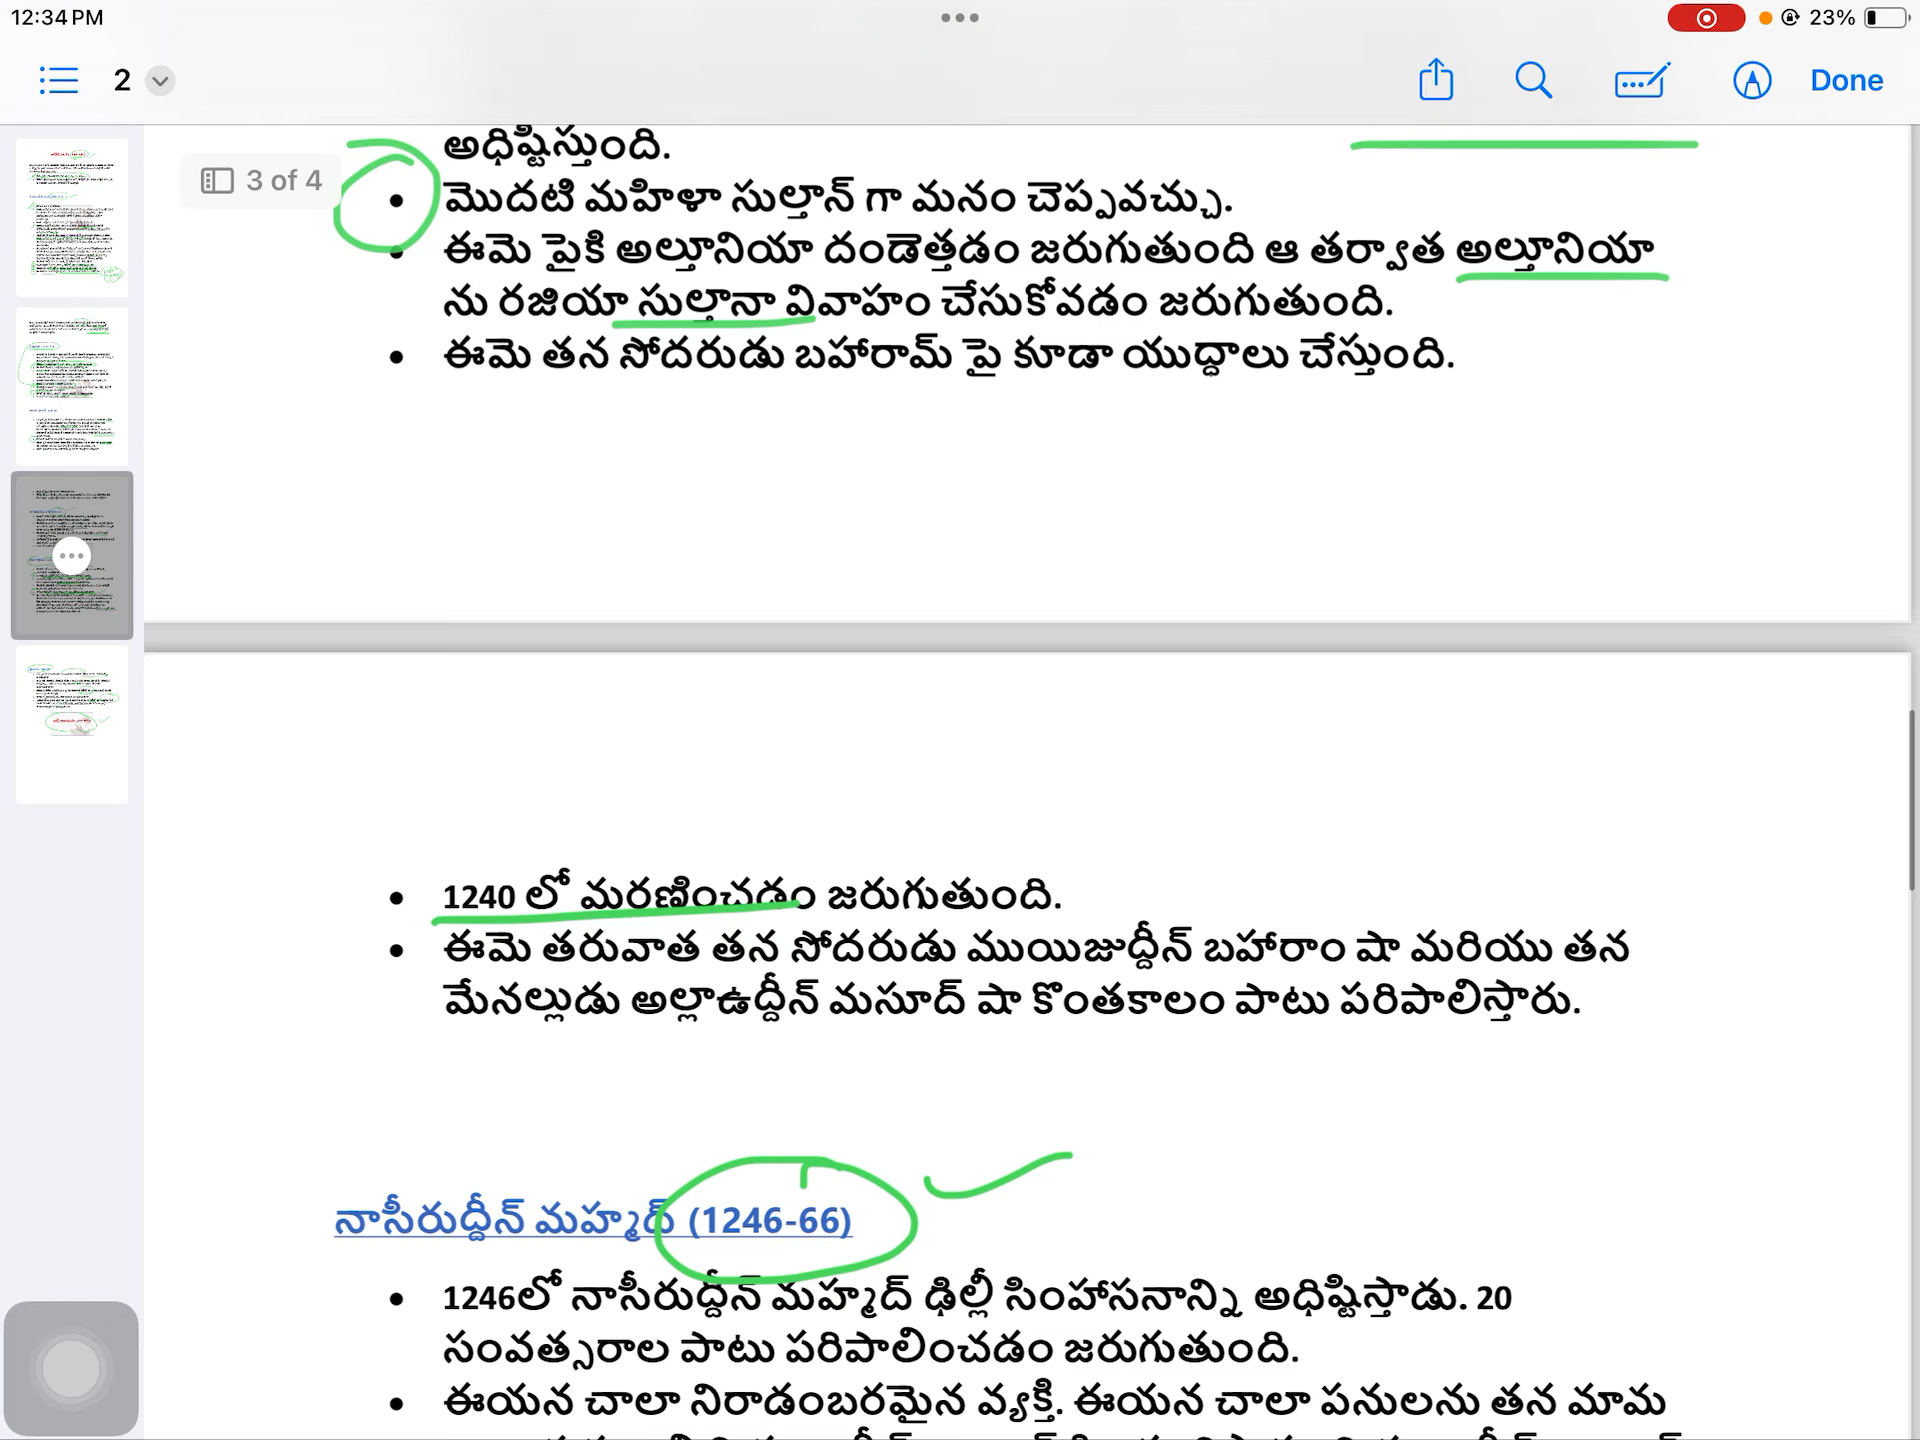 12:34 PM
23%
2
Done
3 of 4
అధిష్టిస్తుంది.
• మొదటి మహిళా సుల్తాన్ గా మనం చెప్పవచ్చు.
• ఈమె పైకి అల్తూనియా దండెత్తడం జరుగుతుంది ఆ తర్వాత అల్తూనియా
ను రజియా సుల్తానా వివాహం చేసుకోవడం జరుగుతుంది.
• ఈమె తన సోదరుడు బహారామ్ పై కూడా యుద్ధాలు చేస్తుంది.
• 1240 లో మరణించడం జరుగుతుంది.
• ఈమె తరువాత తన సోదరుడు ముయిజుద్దీన్ బహారాం షా మరియు తన
మేనల్లుడు అల్లాఉద్దీన్ మసూద్ షా కొంతకాలం పాటు పరిపాలిస్తారు.
నాసీరుద్దీన్ మహ్మద్ (1246-66)
• 1246లో నాసీరుద్దీన్ మహ్మద్ ఢిల్లీ సింహాసనాన్ని అధిష్టిస్తాడు. 20
సంవత్సరాల పాటు పరిపాలించడం జరుగుతుంది.
• ఈయన చాలా నిరాడంబరమైన వ్యక్తి. ఈయన చాలా పనులను తన మామ